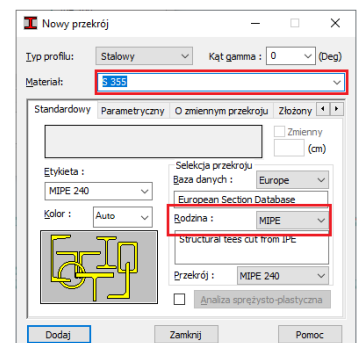 Nowy przekrój
Typ profilu: Stalowy Kąt gamma : 0 (Deg)
Materiał: S 355
Standardowy Parametryczny O zmiennym przekroju Złożony
Zmienny
(cm)
Etykieta :
MIPE 240
Kolor : Auto
Selekcja przekroju
Baza danych : Europe
European Section Database
Rodzina : MIPE
Structural tees cut from IPE
Przekrój : MIPE 240
Analiza sprężysto-plastyczna
Dodaj Zamknij Pomoc